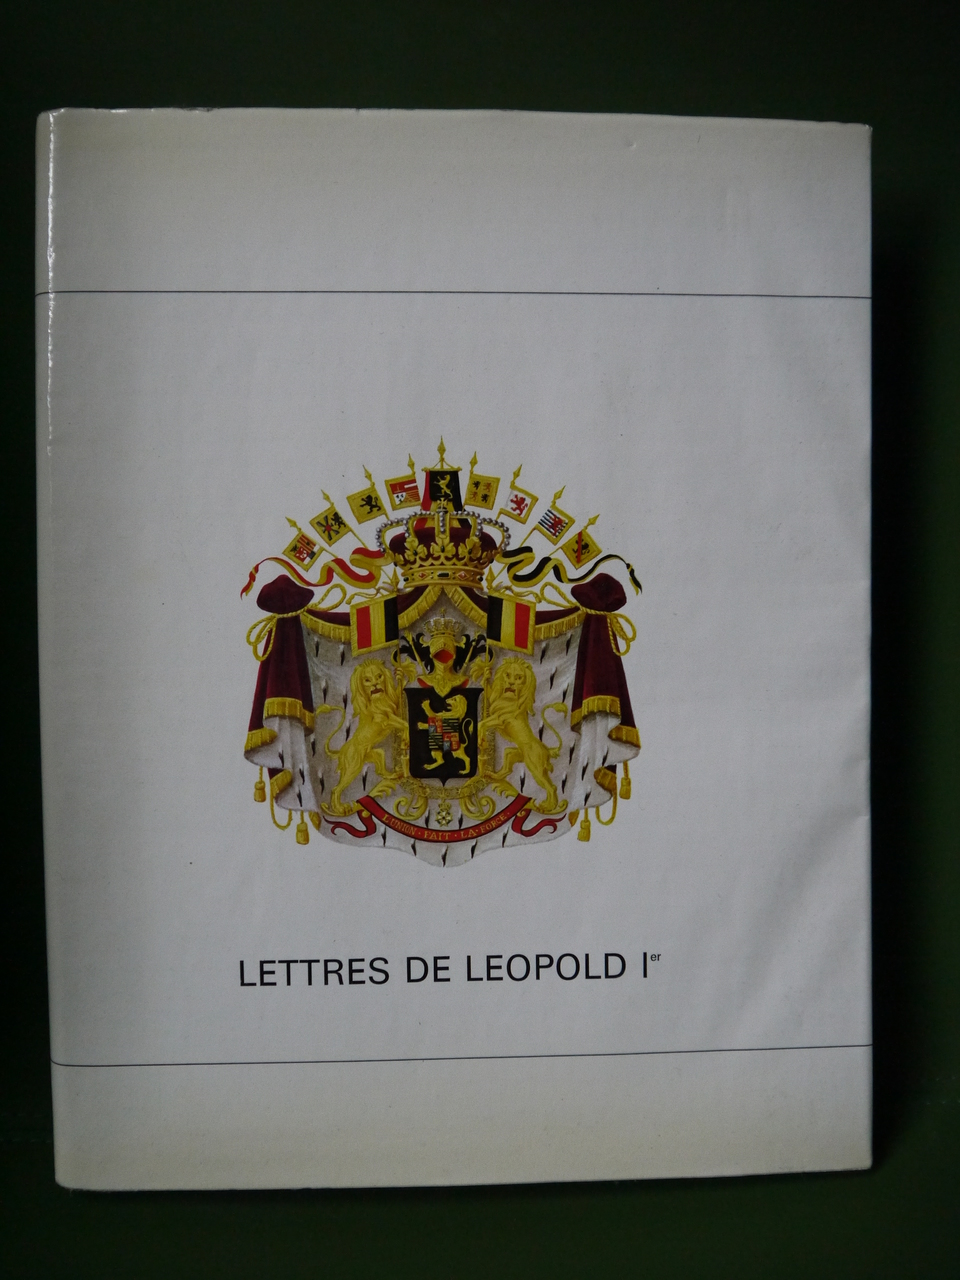 L'UNION · FAIT · LA · FORCE
LETTRES DE LEOPOLD Ier